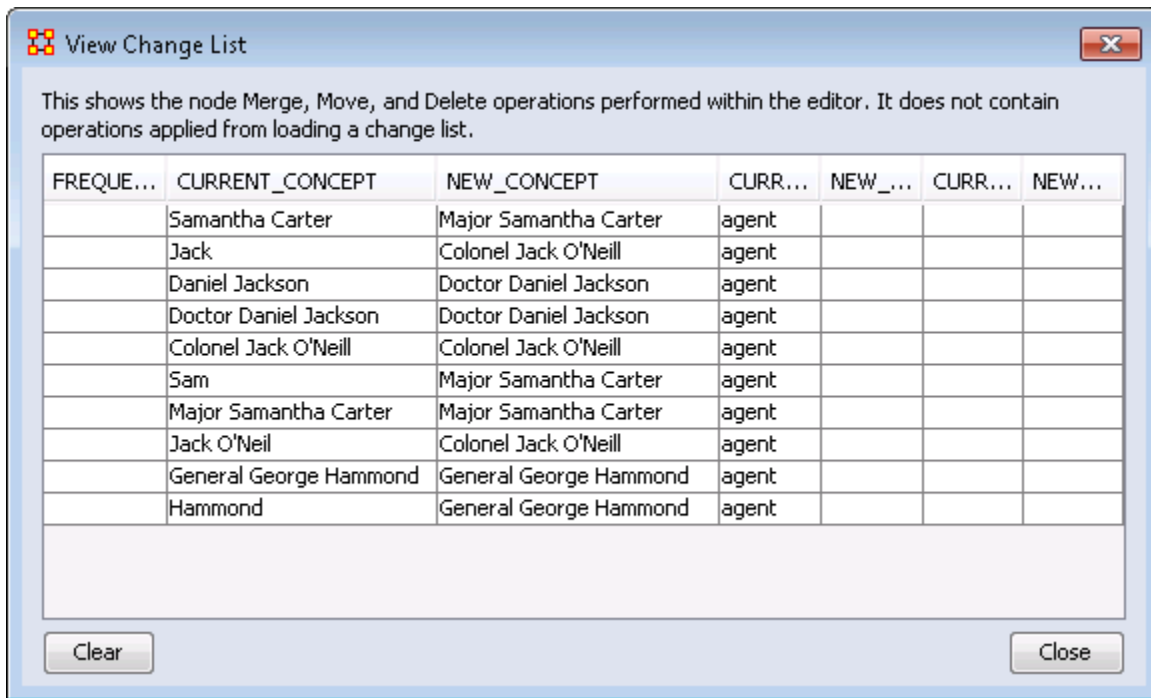 View Change List
This shows the node Merge, Move, and Delete operations performed within the editor. It does not contain
operations applied from loading a change list.
FREQUE... CURRENT_CONCEPT NEW_CONCEPT CURR... NEW_... CURR... NEW...
Samantha Carter Major Samantha Carter agent
Jack Colonel Jack O'Neill agent
Daniel Jackson Doctor Daniel Jackson agent
Doctor Daniel Jackson Doctor Daniel Jackson agent
Colonel Jack O'Neill Colonel Jack O'Neill agent
Sam Major Samantha Carter agent
Major Samantha Carter Major Samantha Carter agent
Jack O'Neil Colonel Jack O'Neill agent
General George Hammond General George Hammond agent
Hammond General George Hammond agent
Clear Close